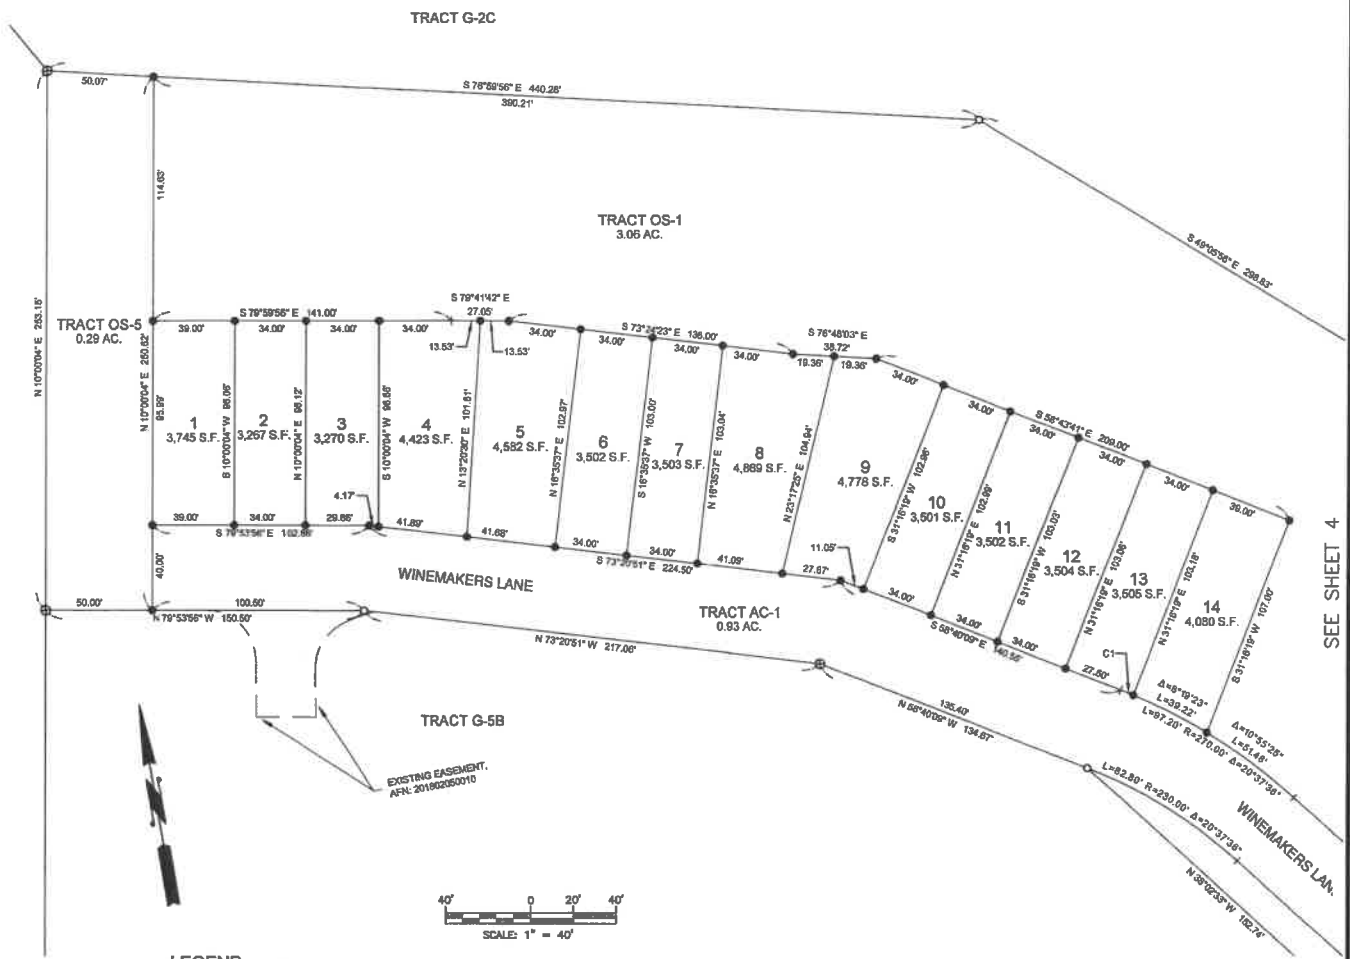 TRACT G-2C
50.07'
S 76°59'56" E 440.28'
390.21'
114.63'
TRACT OS-1
3.06 AC.
S 49°05'56" E 298.83'
N 10°00'04" E 253.15'
TRACT OS-5
0.29 AC.
N 10°00'04" E 250.62'
95.99'
S 79°59'56" E 141.00'
39.00'
34.00'
34.00'
34.00'
S 79°41'42" E
27.05'
13.53'
13.53'
34.00'
S 73°24'23" E 136.00'
34.00'
34.00'
34.00'
S 76°48'03" E
38.72'
19.36'
19.36'
34.00'
34.00'
S 58°43'41" E 209.00'
34.00'
34.00'
34.00'
39.00'
1
3,745 S.F.
S 10°00'04" W 96.06'
2
3,267 S.F.
N 10°00'04" E 96.12'
3
3,270 S.F.
S 10°00'04" W 96.66'
4
4,423 S.F.
N 13°20'30" E 101.81'
5
4,582 S.F.
N 16°35'37" E 102.97'
6
3,502 S.F.
S 16°35'37" W 103.00'
7
3,503 S.F.
N 16°35'37" E 103.04'
8
4,869 S.F.
N 23°17'25" E 104.94'
9
4,778 S.F.
S 31°16'19" W 102.96'
10
3,501 S.F.
N 31°16'19" E 102.99'
11
3,502 S.F.
S 31°16'19" W 103.03'
12
3,504 S.F.
N 31°16'19" E 103.06'
13
3,505 S.F.
N 31°16'19" E 103.18'
14
4,080 S.F.
S 31°16'19" W 107.00'
SEE SHEET 4
39.00'
34.00'
29.86'
4.17'
S 79°53'56" E 102.86'
41.89'
41.68'
34.00'
34.00'
S 73°20'51" E 224.50'
41.09'
27.67'
11.05'
34.00'
S 58°40'09" E 140.55'
34.00'
34.00'
27.50'
C1
Δ=8°19'23"
L=39.22'
L=97.20' R=270.00' Δ=20°37'38"
Δ=10°55'25"
L=51.48'
40.00'
WINEMAKERS LANE
TRACT AC-1
0.93 AC.
50.00'
100.50'
N 79°53'56" W 150.50'
N 73°20'51" W 217.06'
135.40'
N 58°40'09" W 134.67'
L=82.80' R=230.00' Δ=20°37'38"
WINEMAKERS LAN
N 38°02'33" W 152.74'
TRACT G-5B
EXISTING EASEMENT,
AFN: 201802050010
40' 0 20' 40'
SCALE: 1" = 40'
LEGEND